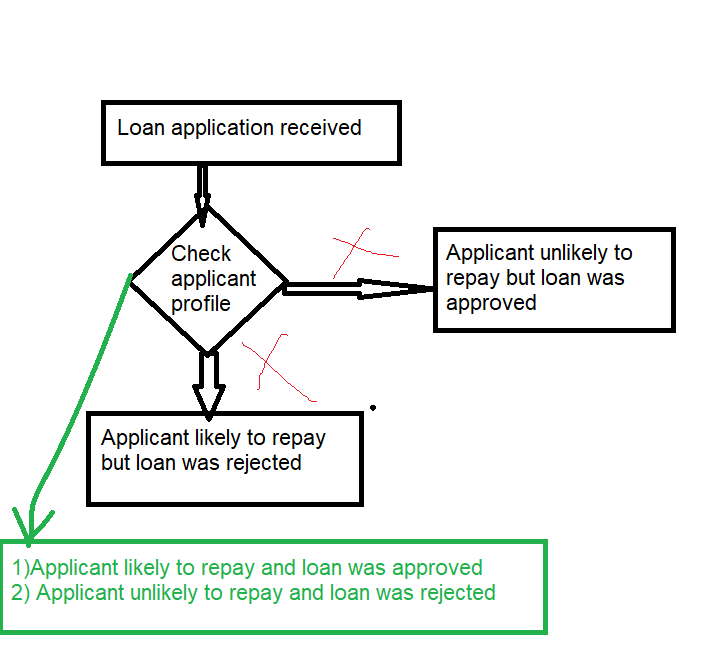 Loan application received
Check
applicant
profile
Applicant unlikely to
repay but loan was
approved
Applicant likely to repay
but loan was rejected
1)Applicant likely to repay and loan was approved
2) Applicant unlikely to repay and loan was rejected